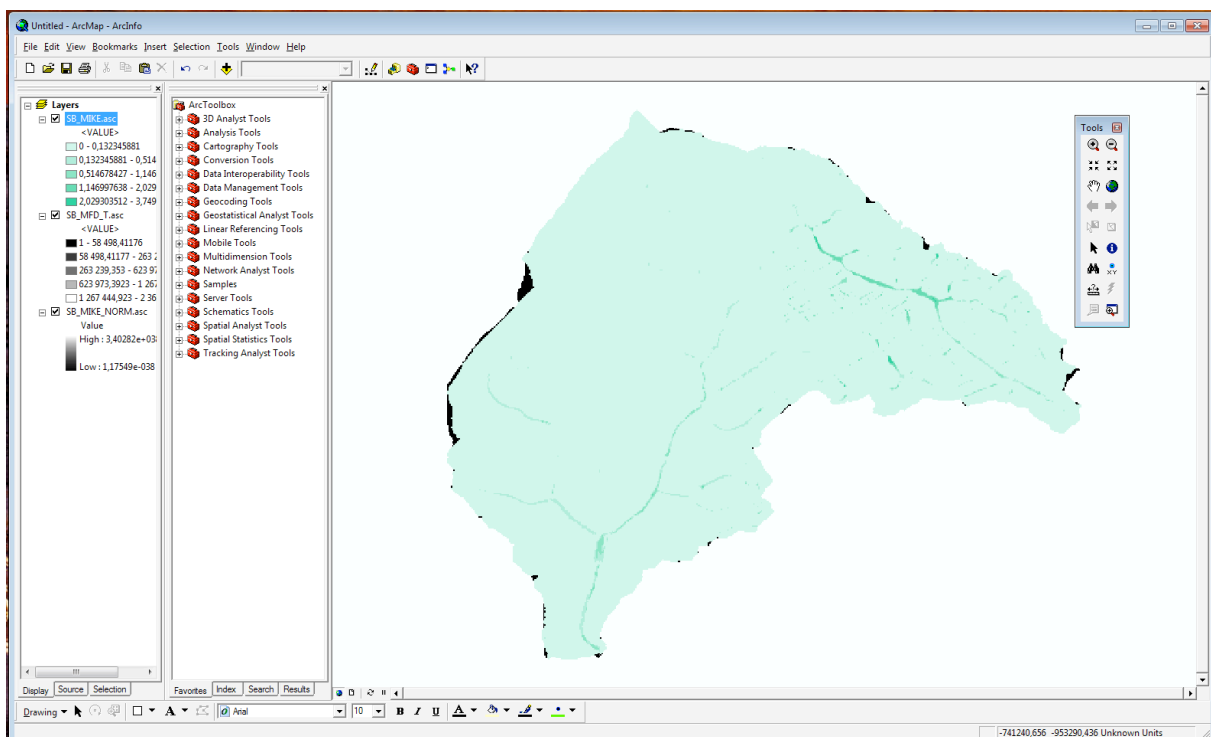 Untitled - ArcMap - ArcInfo
File Edit View Bookmarks Insert Selection Tools Window Help
Layers
SB_MIKE.asc
<VALUE>
0 - 0,132345881
0,132345881 - 0,514
0,514678427 - 1,146
1,146997638 - 2,029
2,029303512 - 3,749
SB_MFD_T.asc
<VALUE>
1 - 58 498,41176
58 498,41177 - 263 2
263 239,353 - 623 97
623 973,3923 - 1 267
1 267 444,923 - 2 36
SB_MIKE_NORM.asc
Value
High : 3,40282e+03
Low : 1,17549e-038
Display Source Selection
ArcToolbox
3D Analyst Tools
Analysis Tools
Cartography Tools
Conversion Tools
Data Interoperability Tools
Data Management Tools
Geocoding Tools
Geostatistical Analyst Tools
Linear Referencing Tools
Mobile Tools
Multidimension Tools
Network Analyst Tools
Samples
Server Tools
Schematics Tools
Spatial Analyst Tools
Spatial Statistics Tools
Tracking Analyst Tools
Favorites Index Search Results
Tools
XY
Drawing A Arial 10 B I U A
-741240,656 -953290,436 Unknown Units